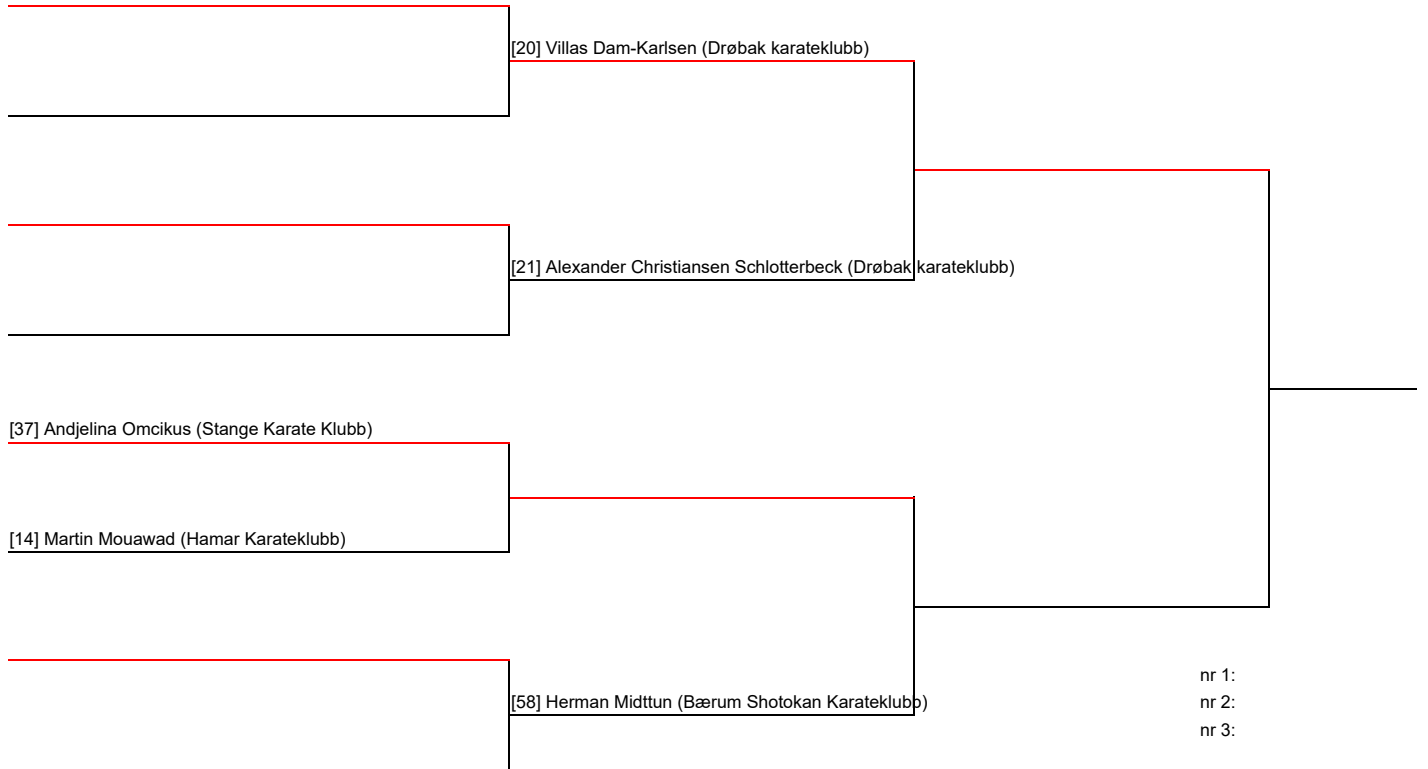 [20] Villas Dam-Karlsen (Drøbak karateklubb)
[21] Alexander Christiansen Schlotterbeck (Drøbak karateklubb)
[37] Andjelina Omcikus (Stange Karate Klubb)
[14] Martin Mouawad (Hamar Karateklubb)
[58] Herman Midttun (Bærum Shotokan Karateklubb)
nr 1:
nr 2:
nr 3: